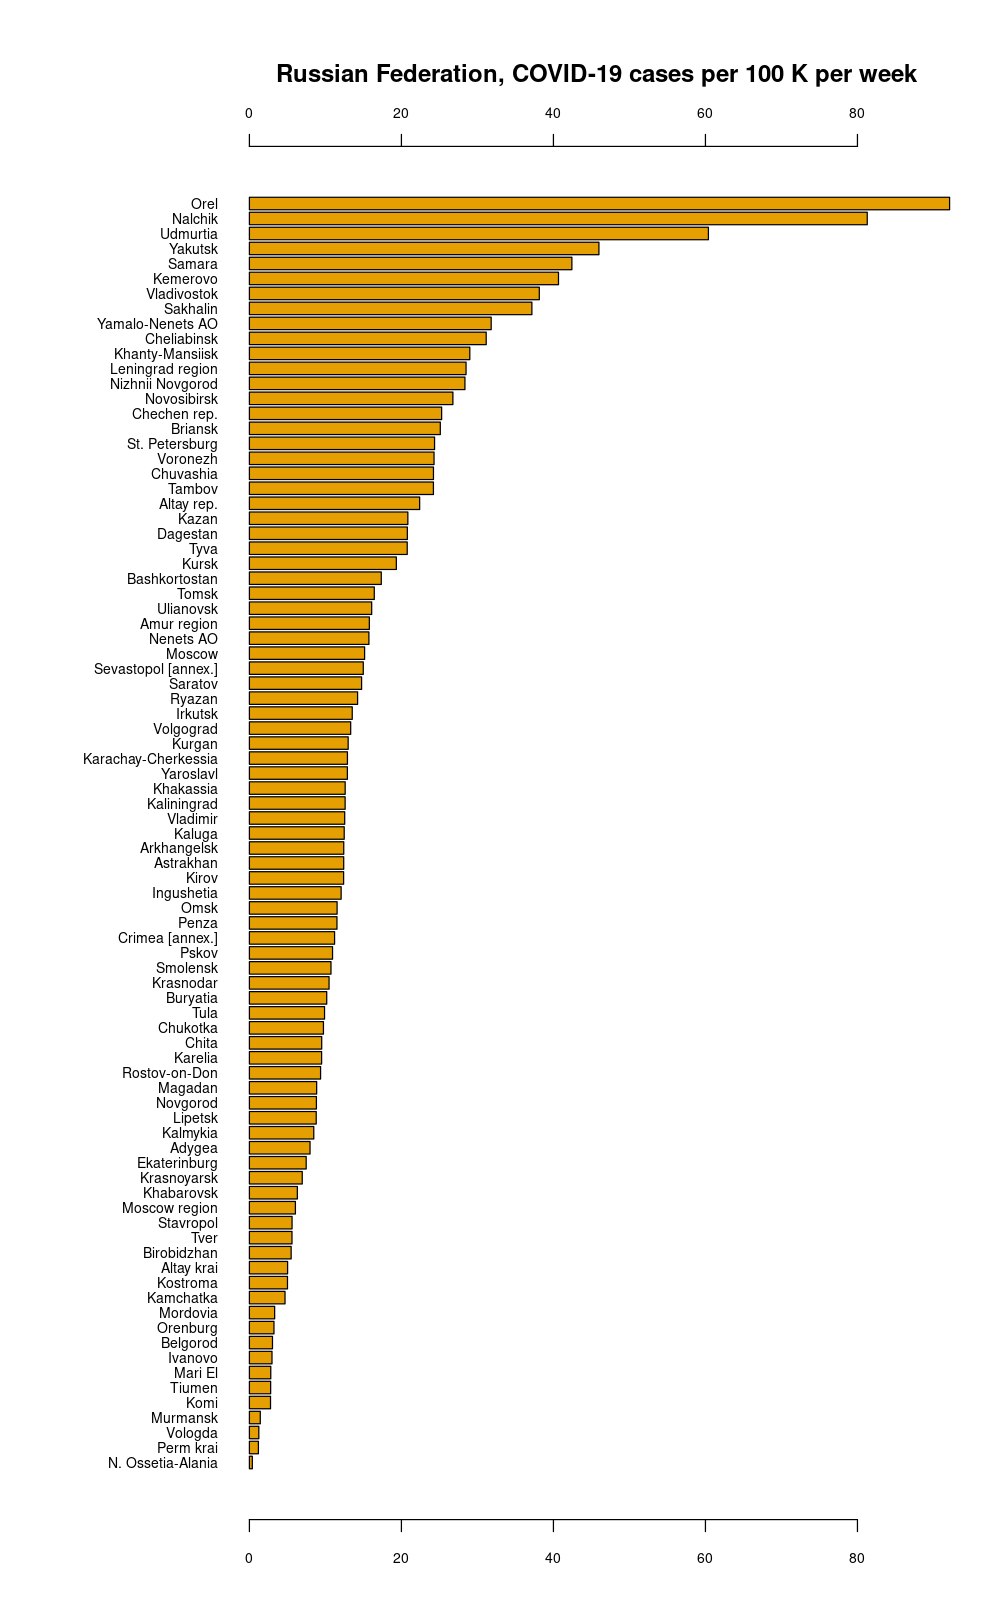 Russian Federation, COVID-19 cases per 100 K per week
0 20 40 60 80
Orel
Nalchik
Udmurtia
Yakutsk
Samara
Kemerovo
Vladivostok
Sakhalin
Yamalo-Nenets AO
Cheliabinsk
Khanty-Mansiisk
Leningrad region
Nizhnii Novgorod
Novosibirsk
Chechen rep.
Briansk
St. Petersburg
Voronezh
Chuvashia
Tambov
Altay rep.
Kazan
Dagestan
Tyva
Kursk
Bashkortostan
Tomsk
Ulianovsk
Amur region
Nenets AO
Moscow
Sevastopol [annex.]
Saratov
Ryazan
Irkutsk
Volgograd
Kurgan
Karachay-Cherkessia
Yaroslavl
Khakassia
Kaliningrad
Vladimir
Kaluga
Arkhangelsk
Astrakhan
Kirov
Ingushetia
Omsk
Penza
Crimea [annex.]
Pskov
Smolensk
Krasnodar
Buryatia
Tula
Chukotka
Chita
Karelia
Rostov-on-Don
Magadan
Novgorod
Lipetsk
Kalmykia
Adygea
Ekaterinburg
Krasnoyarsk
Khabarovsk
Moscow region
Stavropol
Tver
Birobidzhan
Altay krai
Kostroma
Kamchatka
Mordovia
Orenburg
Belgorod
Ivanovo
Mari El
Tiumen
Komi
Murmansk
Vologda
Perm krai
N. Ossetia-Alania
0 20 40 60 80